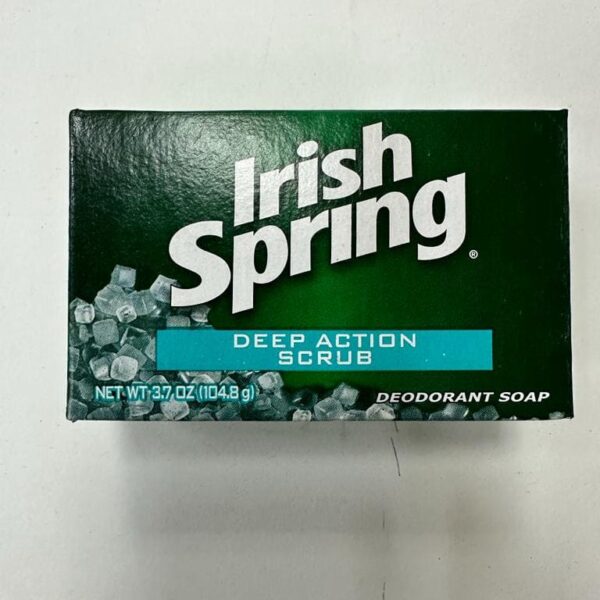 Irish
Spring®
DEEP ACTION
SCRUB
NET WT 3.7 OZ (104.8 g)
DEODORANT SOAP